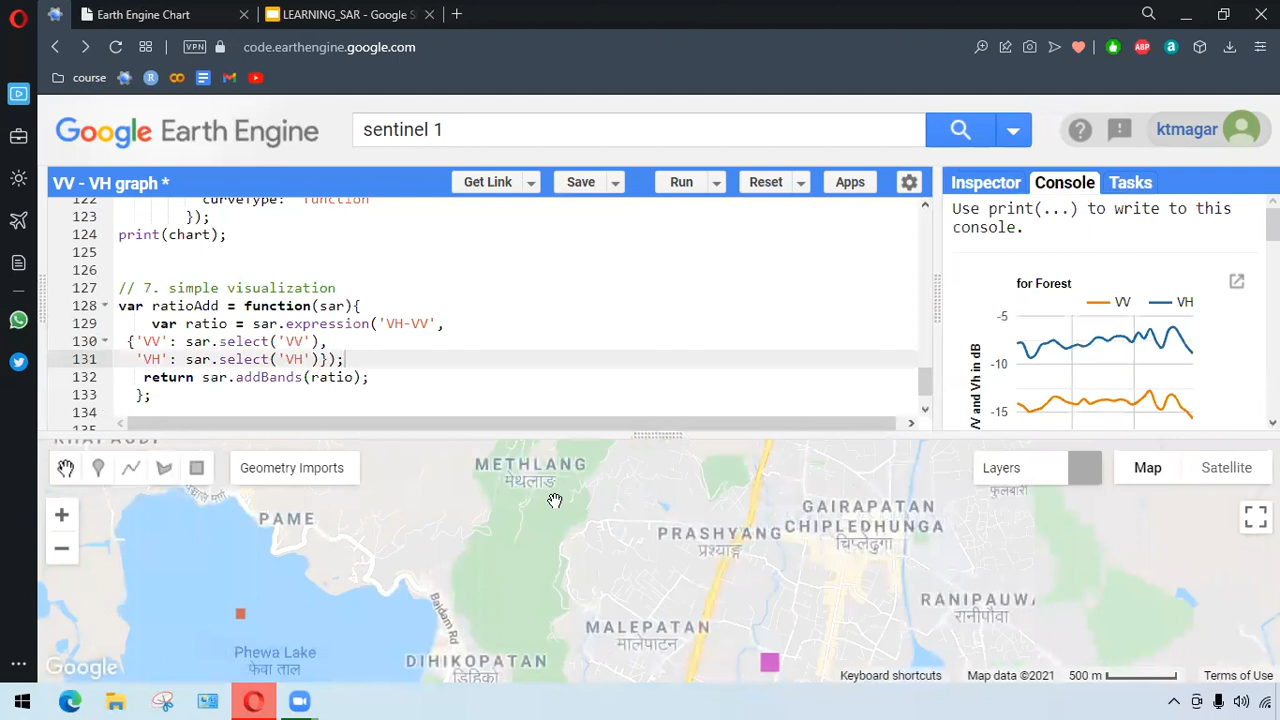 Earth Engine Chart
LEARNING_SAR - Google S
VPN
code.earthengine.google.com
ABP
a
course
R
Google Earth Engine
sentinel 1
ktmagar
VV - VH graph *
Get Link
Save
Run
Reset
Apps
Inspector
Console
Tasks
122 curveType: 'function'
123 });
124 print(chart);
125
126
127 // 7. simple visualization
128 var ratioAdd = function(sar){
129 var ratio = sar.expression('VH-VV',
130 {'VV': sar.select('VV'),
131 'VH': sar.select('VH')});
132 return sar.addBands(ratio);
133 };
134
135
Use print(...) to write to this
console.
for Forest
VV
VH
-5
-10
-15
V and Vh in dB
KHAPAUDI
Geometry Imports
METHLANG
मेथलाङ
Layers
Map
Satellite
फुलबारी
PAME
GAIRAPATAN
CHIPLEDHUNGA
चिप्लेढुंगा
PRASHYANG
प्रश्याङ्ग
Baidam Rd
RANIPAUWA
रानीपौवा
MALEPATAN
मालेपाटन
Phewa Lake
फेवा ताल
DIHIKOPATAN
डिहिको
Google
Keyboard shortcuts
Map data ©2021
500 m
Terms of Use